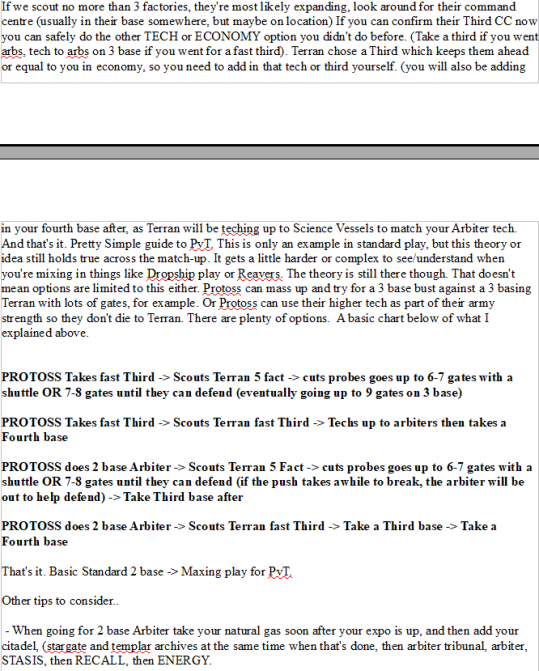 If we scout no more than 3 factories, they're most likely expanding, look around for their command
centre (usually in their base somewhere, but maybe on location) If you can confirm their Third CC now
you can safely do the other TECH or ECONOMY option you didn't do before. (Take a third if you went
arbs, tech to arbs on 3 base if you went for a fast third). Terran chose a Third which keeps them ahead
or equal to you in economy, so you need to add in that tech or third yourself. (you will also be adding
in your fourth base after, as Terran will be teching up to Science Vessels to match your Arbiter tech.
And that's it. Pretty Simple guide to PvT. This is only an example in standard play, but this theory or
idea still holds true across the match-up. It gets a little harder or complex to see/understand when
you're mixing in things like Dropship play or Reavers. The theory is still there though. That doesn't
mean options are limited to this either. Protoss can mass up and try for a 3 base bust against a 3 basing
Terran with lots of gates, for example. Or Protoss can use their higher tech as part of their army
strength so they don't die to Terran. There are plenty of options.  A basic chart below of what I
explained above.
PROTOSS Takes fast Third -> Scouts Terran 5 fact -> cuts probes goes up to 6-7 gates with a
shuttle OR 7-8 gates until they can defend (eventually going up to 9 gates on 3 base)
PROTOSS Takes fast Third -> Scouts Terran fast Third -> Techs up to arbiters then takes a
Fourth base
PROTOSS does 2 base Arbiter -> Scouts Terran 5 Fact -> cuts probes goes up to 6-7 gates with a
shuttle OR 7-8 gates until they can defend (if the push takes awhile to break, the arbiter will be
out to help defend) -> Take Third base after
PROTOSS does 2 base Arbiter -> Scouts Terran fast Third -> Take a Third base -> Take a
Fourth base
That's it. Basic Standard 2 base -> Maxing play for PvT.
Other tips to consider..
- When going for 2 base Arbiter take your natural gas soon after your expo is up, and then add your
citadel, (stargate and templar archives at the same time when that's done, then arbiter tribunal, arbiter,
STASIS, then RECALL, then ENERGY.